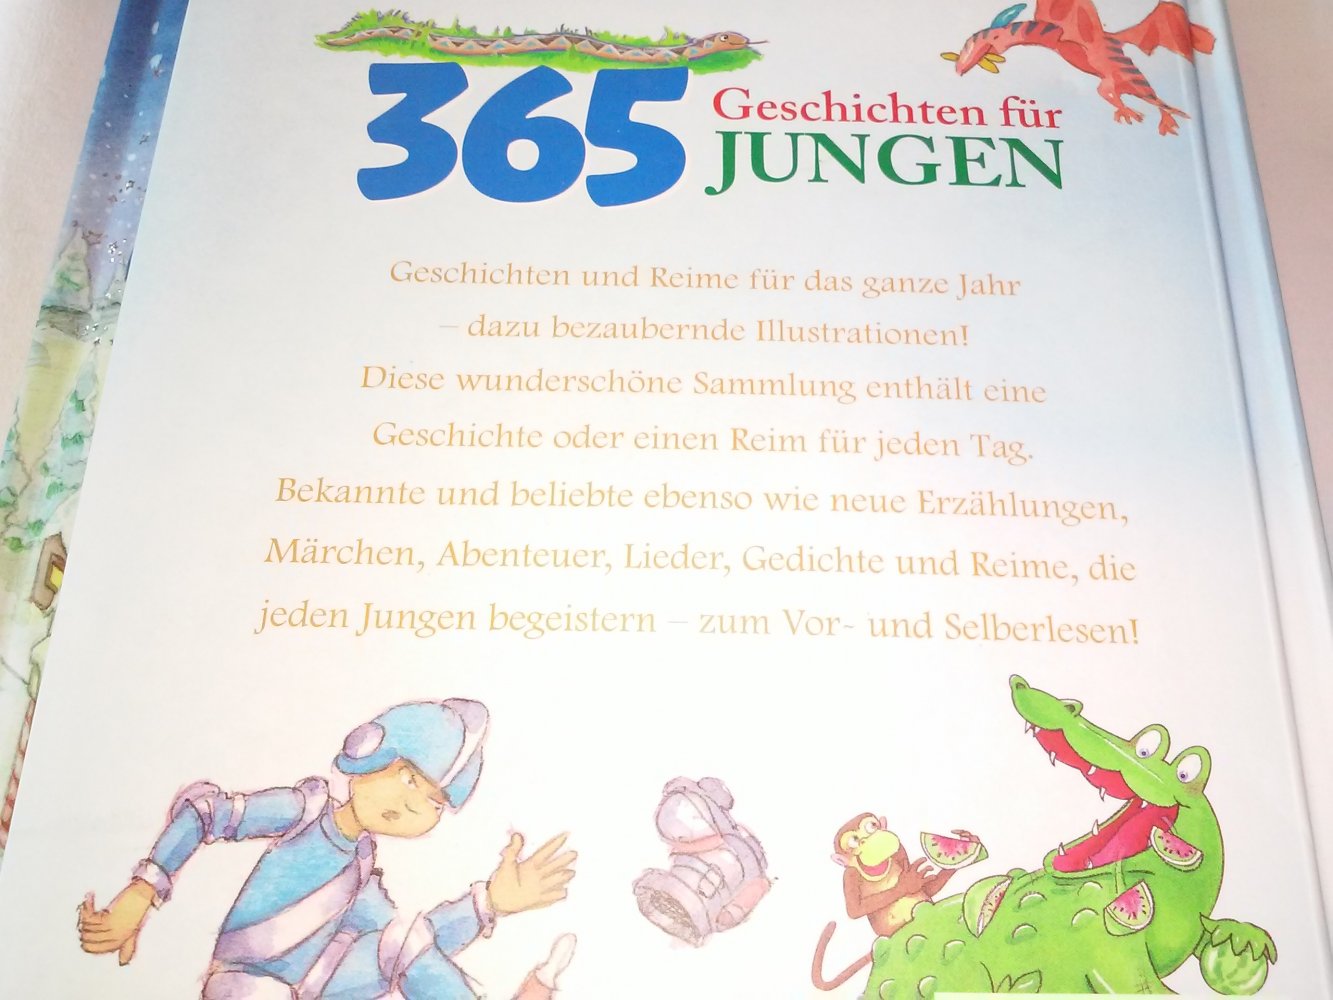 365 Geschichten für
JUNGEN
Geschichten und Reime für das ganze Jahr
– dazu bezaubernde Illustrationen!
Diese wunderschöne Sammlung enthält eine
Geschichte oder einen Reim für jeden Tag.
Bekannte und beliebte ebenso wie neue Erzählungen,
Märchen, Abenteuer, Lieder, Gedichte und Reime, die
jeden Jungen begeistern – zum Vor- und Selberlesen!